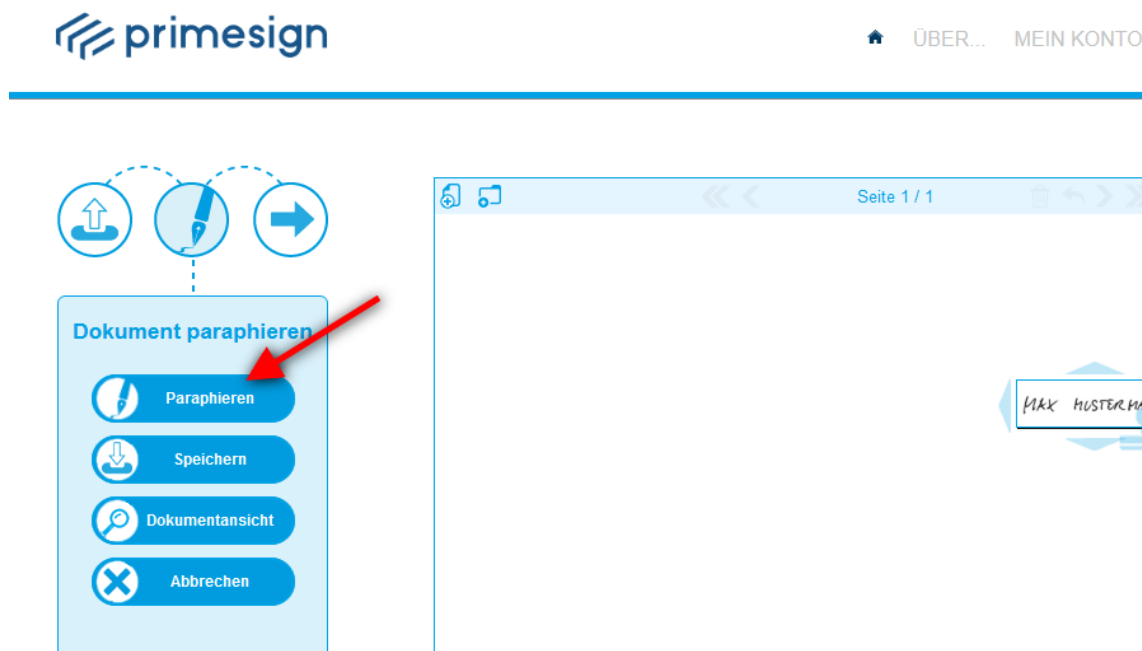 primesign
ÜBER... MEIN KONTO
Seite 1 / 1
Dokument paraphieren
Paraphieren
Speichern
Dokumentansicht
Abbrechen
MAX